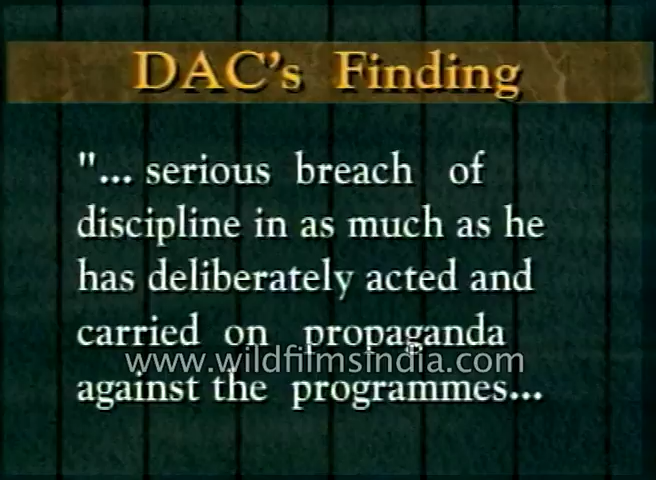 DAC's Finding
"... serious breach of
discipline in as much as he
has deliberately acted and
carried on propaganda
www.wildfilmsindia.com
against the programmes...